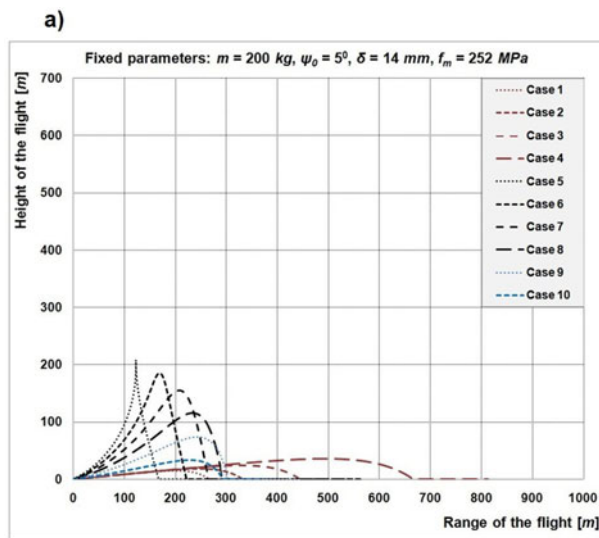 a)
Fixed parameters: m = 200 kg, ψ₀ = 5⁰, δ = 14 mm, fₘ = 252 MPa
Height of the flight [m]
700
600
500
400
300
200
100
0
Case 1
Case 2
Case 3
Case 4
Case 5
Case 6
Case 7
Case 8
Case 9
Case 10
0 100 200 300 400 500 600 700 800 900 1000
Range of the flight [m]